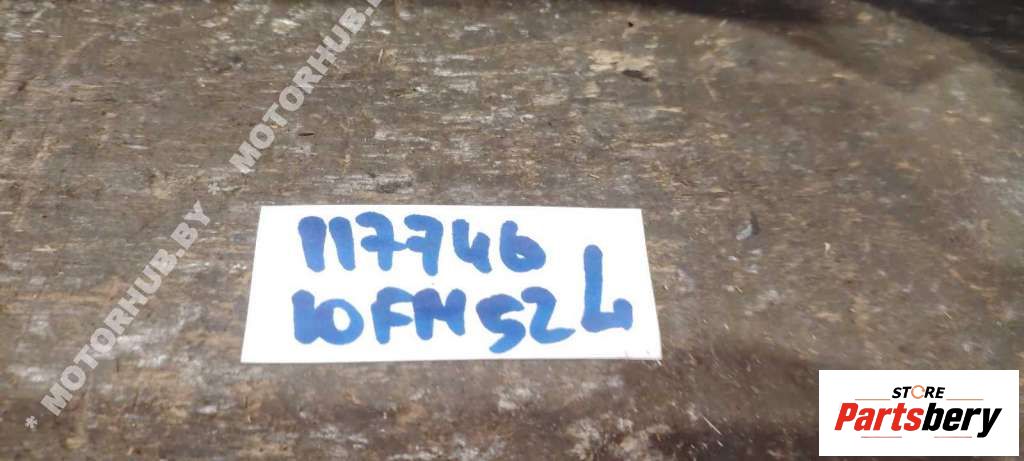 * MOTORHUB.BY * MOTORHUB.BY
117746
10FM52 L
STORE
Partsbery